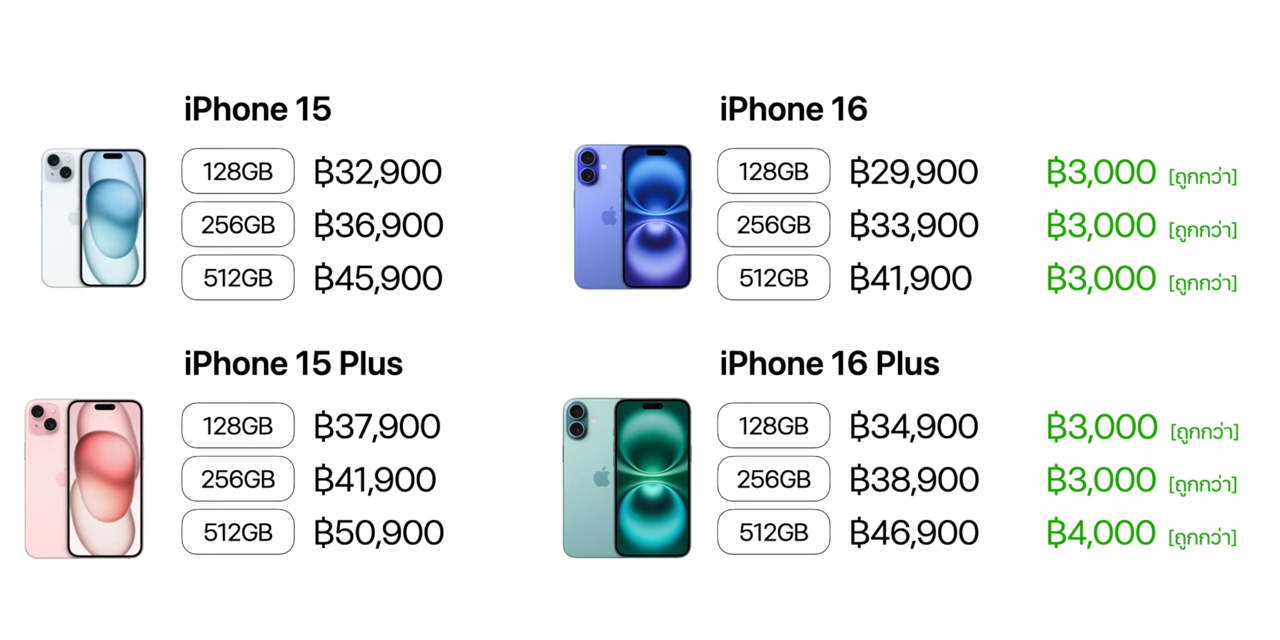 iPhone 15
128GB ฿32,900
256GB ฿36,900
512GB ฿45,900
iPhone 16
128GB ฿29,900 ฿3,000 [ถูกกว่า]
256GB ฿33,900 ฿3,000 [ถูกกว่า]
512GB ฿41,900 ฿3,000 [ถูกกว่า]
iPhone 15 Plus
128GB ฿37,900
256GB ฿41,900
512GB ฿50,900
iPhone 16 Plus
128GB ฿34,900 ฿3,000 [ถูกกว่า]
256GB ฿38,900 ฿3,000 [ถูกกว่า]
512GB ฿46,900 ฿4,000 [ถูกกว่า]